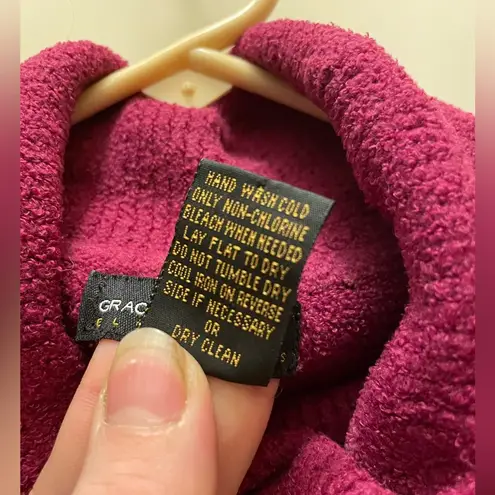 HAND WASH COLD
ONLY NON-CHLORINE
BLEACH WHEN NEEDED
LAY FLAT TO DRY
DO NOT TUMBLE DRY
COOL IRON ON REVERSE
SIDE IF NECESSARY
OR
DRY CLEAN
GRAC
EL
S